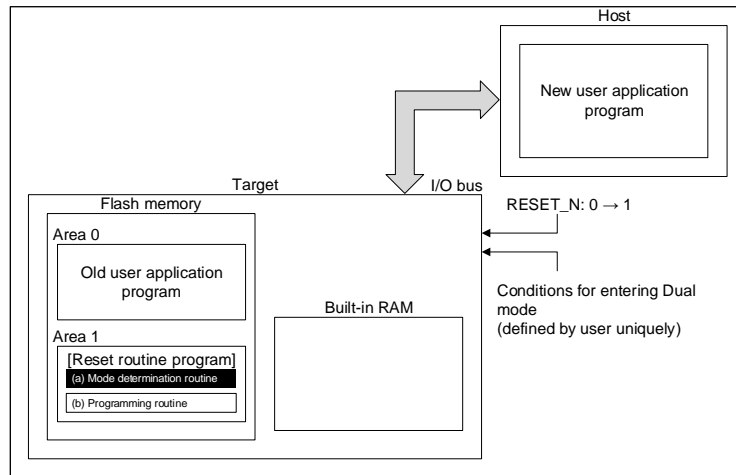 Host
New user application
program
Target
I/O bus
Flash memory
RESET_N: 0 → 1
Area 0
Old user application
program
Conditions for entering Dual
mode
(defined by user uniquely)
Built-in RAM
Area 1
[Reset routine program]
(a) Mode determination routine
(b) Programming routine